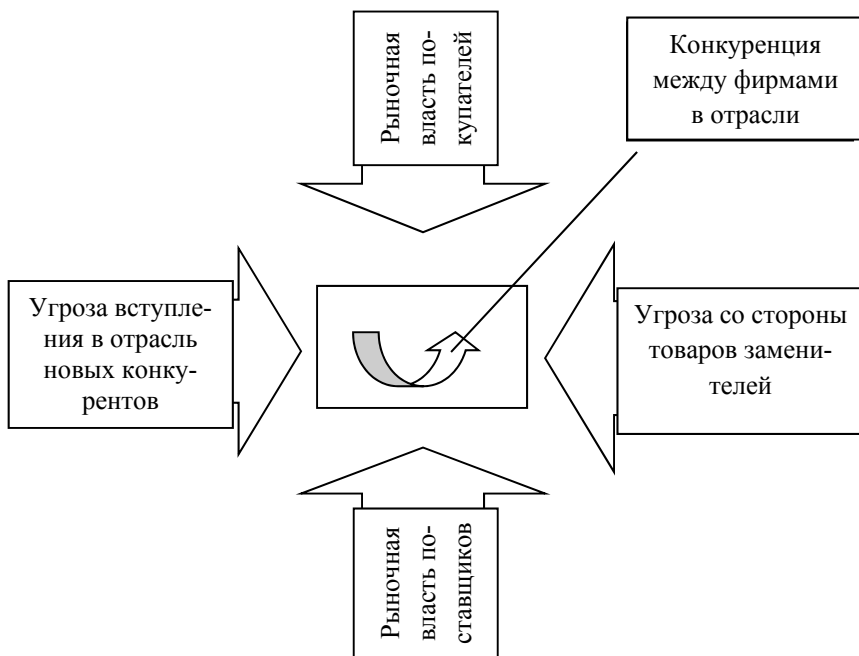 Рыночная
власть по-
купателей
Конкуренция
между фирмами
в отрасли
Угроза вступле-
ния в отрасль
новых конку-
рентов
Угроза со стороны
товаров замени-
телей
Рыночная
власть по-
ставщиков